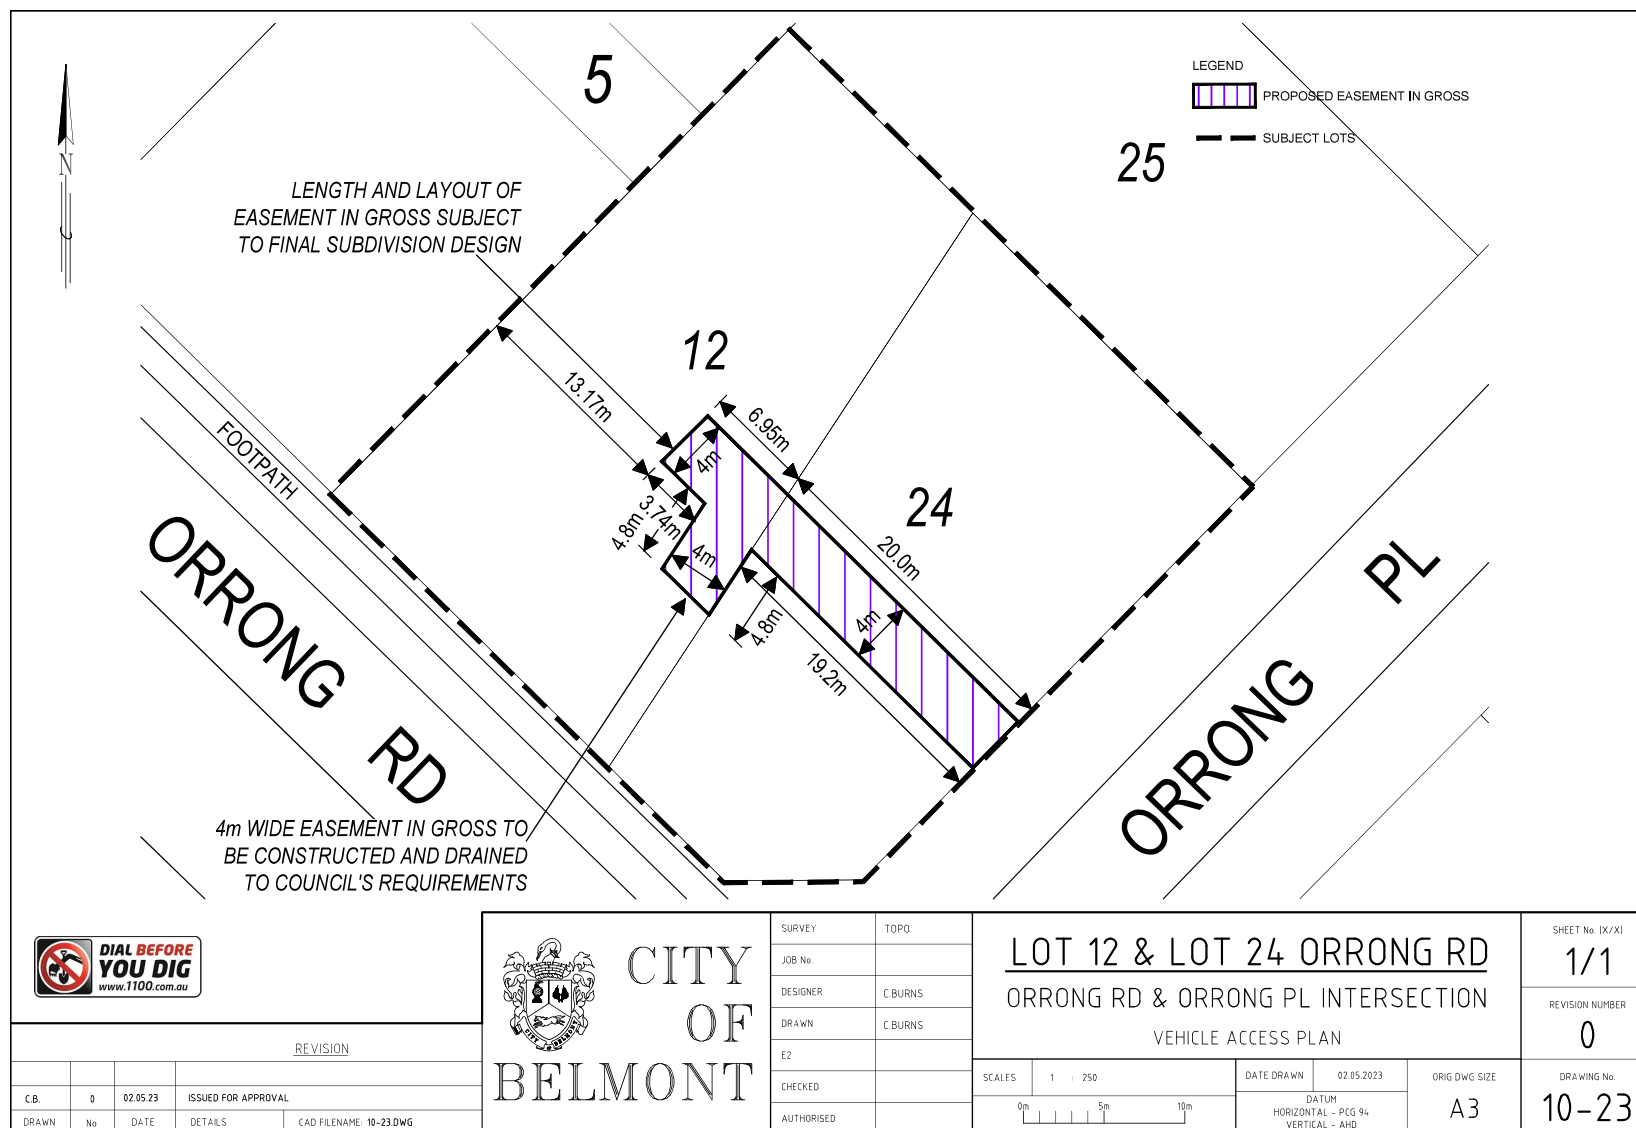 5
LEGEND
PROPOSED EASEMENT IN GROSS
SUBJECT LOTS
25
N
LENGTH AND LAYOUT OF
EASEMENT IN GROSS SUBJECT
TO FINAL SUBDIVISION DESIGN
12
13.17m
6.95m
4m
FOOTPATH
3.74m
4.8m
4m
24
20.0m
4m
4.8m
19.2m
ORRONG RD
ORRONG PL
4m WIDE EASEMENT IN GROSS TO
BE CONSTRUCTED AND DRAINED
TO COUNCIL'S REQUIREMENTS
DIAL BEFORE
YOU DIG
www.1100.com.au
REVISION
C.B. 0 02.05.23 ISSUED FOR APPROVAL
DRAWN No DATE DETAILS CAD FILENAME: 10-23.DWG
CITY
OF
BELMONT
CITY OF BELMONT
SURVEY TOPO
JOB No.
DESIGNER C.BURNS
DRAWN C.BURNS
E2
CHECKED
AUTHORISED
LOT 12 & LOT 24 ORRONG RD
ORRONG RD & ORRONG PL INTERSECTION
VEHICLE ACCESS PLAN
SCALES 1 : 250
0m 5m 10m
DATE DRAWN 02.05.2023
DATUM
HORIZONTAL - PCG 94
VERTICAL - AHD
ORIG DWG SIZE
A3
SHEET No. (X/X)
1/1
REVISION NUMBER
0
DRAWING No.
10-23